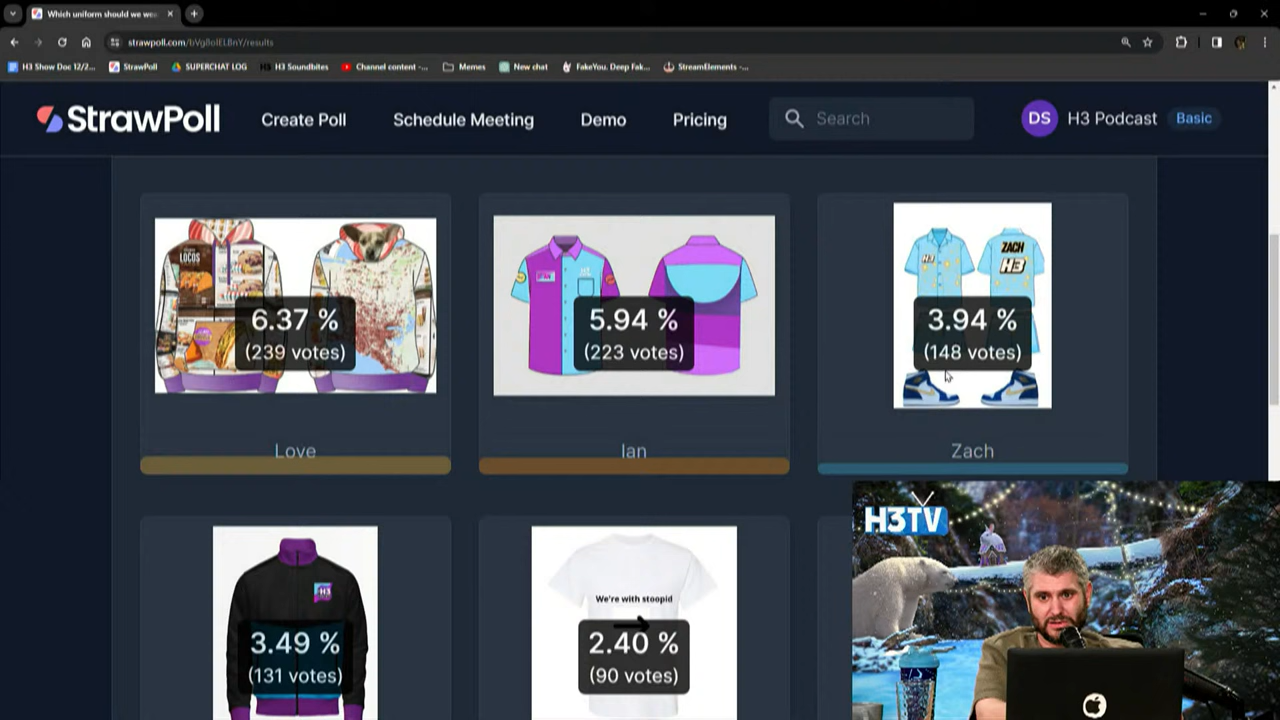 Which uniform should we we
strawpoll.com/bVg8olELBnY/results
H3 Show Doc 12/2...
StrawPoll
SUPERCHAT LOG
H3 Soundbites
Channel content -...
Memes
New chat
FakeYou. Deep Fak...
StreamElements -...
StrawPoll
Create Poll
Schedule Meeting
Demo
Pricing
Search
DS
H3 Podcast
Basic
LOCOS
6.37 %
(239 votes)
Love
5.94 %
(223 votes)
Ian
H3
ZACH
H3
3.94 %
(148 votes)
Zach
H3
3.49 %
(131 votes)
We're with stoopid
2.40 %
(90 votes)
H3TV